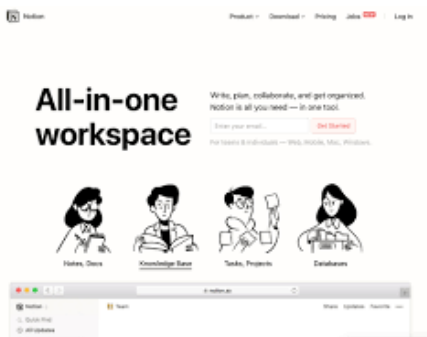 Notion
Product Download Pricing Jobs NEW Log in
All-in-one
workspace
Write, plan, collaborate, and get organized.
Notion is all you need — in one tool.
Enter your email... Get Started
For teams & individuals — Web, Mobile, Mac, Windows.
Notes, Docs Knowledge Base Tasks, Projects Databases
notion.so
Notion Team Share Updates Favorite
Quick Find
All Updates